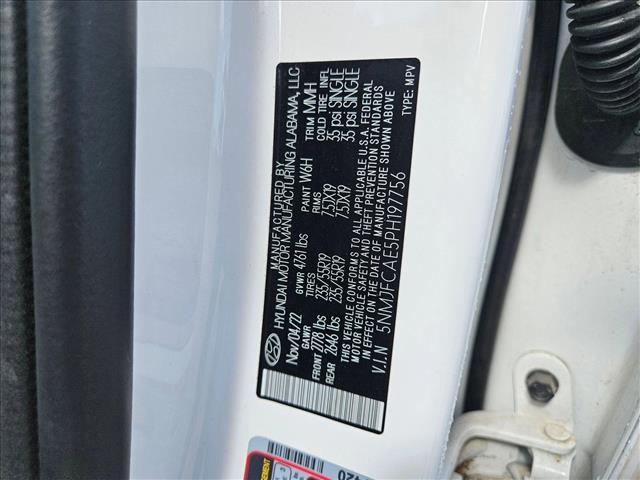 MANUFACTURED BY
HYUNDAI MOTOR MANUFACTURING ALABAMA, LLC
Nov/04/22 GVWR 4761 lbs PAINT W6H TRIM MMH
GAWR TIRES RIMS COLD TIRE INFL
FRONT 2778 lbs 235/55R19 7.5JX19 35 psi SINGLE
REAR 2646 lbs 235/55R19 7.5JX19 35 psi SINGLE
THIS VEHICLE CONFORMS TO ALL APPLICABLE U.S.A. FEDERAL
MOTOR VEHICLE SAFETY AND THEFT PREVENTION STANDARDS
IN EFFECT ON THE DATE OF MANUFACTURE SHOWN ABOVE
V.I.N 5NMJFCAE5PH197756 TYPE: MPV